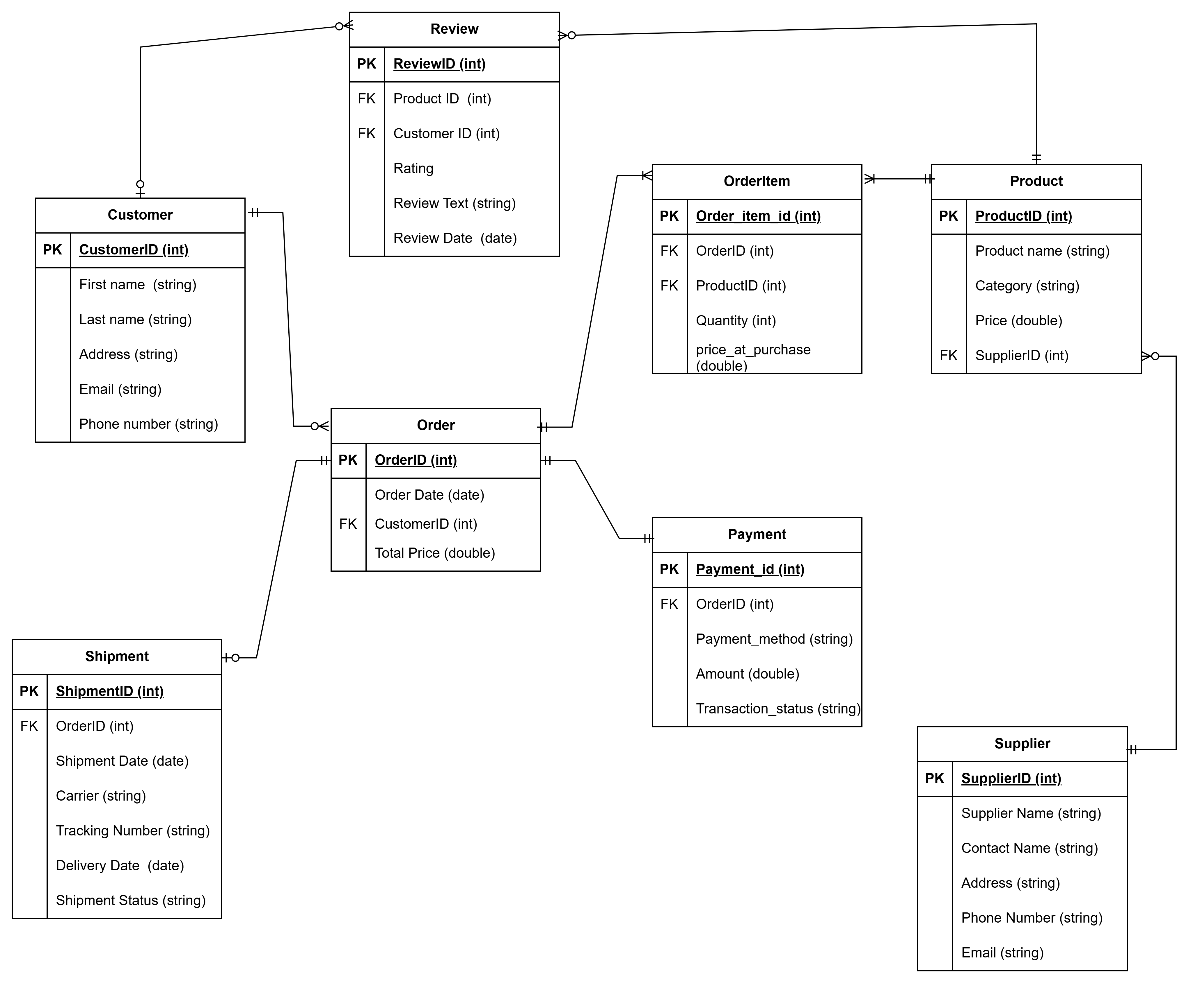 Review
PK ReviewID (int)
FK Product ID  (int)
FK Customer ID (int)
Rating
Review Text (string)
Review Date  (date)
Customer
PK CustomerID (int)
First name  (string)
Last name (string)
Address (string)
Email (string)
Phone number (string)
OrderItem
PK Order_item_id (int)
FK OrderID (int)
FK ProductID (int)
Quantity (int)
price_at_purchase
(double)
Product
PK ProductID (int)
Product name (string)
Category (string)
Price (double)
FK SupplierID (int)
Order
PK OrderID (int)
Order Date (date)
FK CustomerID (int)
Total Price (double)
Payment
PK Payment_id (int)
FK OrderID (int)
Payment_method (string)
Amount (double)
Transaction_status (string)
Shipment
PK ShipmentID (int)
FK OrderID (int)
Shipment Date (date)
Carrier (string)
Tracking Number (string)
Delivery Date  (date)
Shipment Status (string)
Supplier
PK SupplierID (int)
Supplier Name (string)
Contact Name (string)
Address (string)
Phone Number (string)
Email (string)